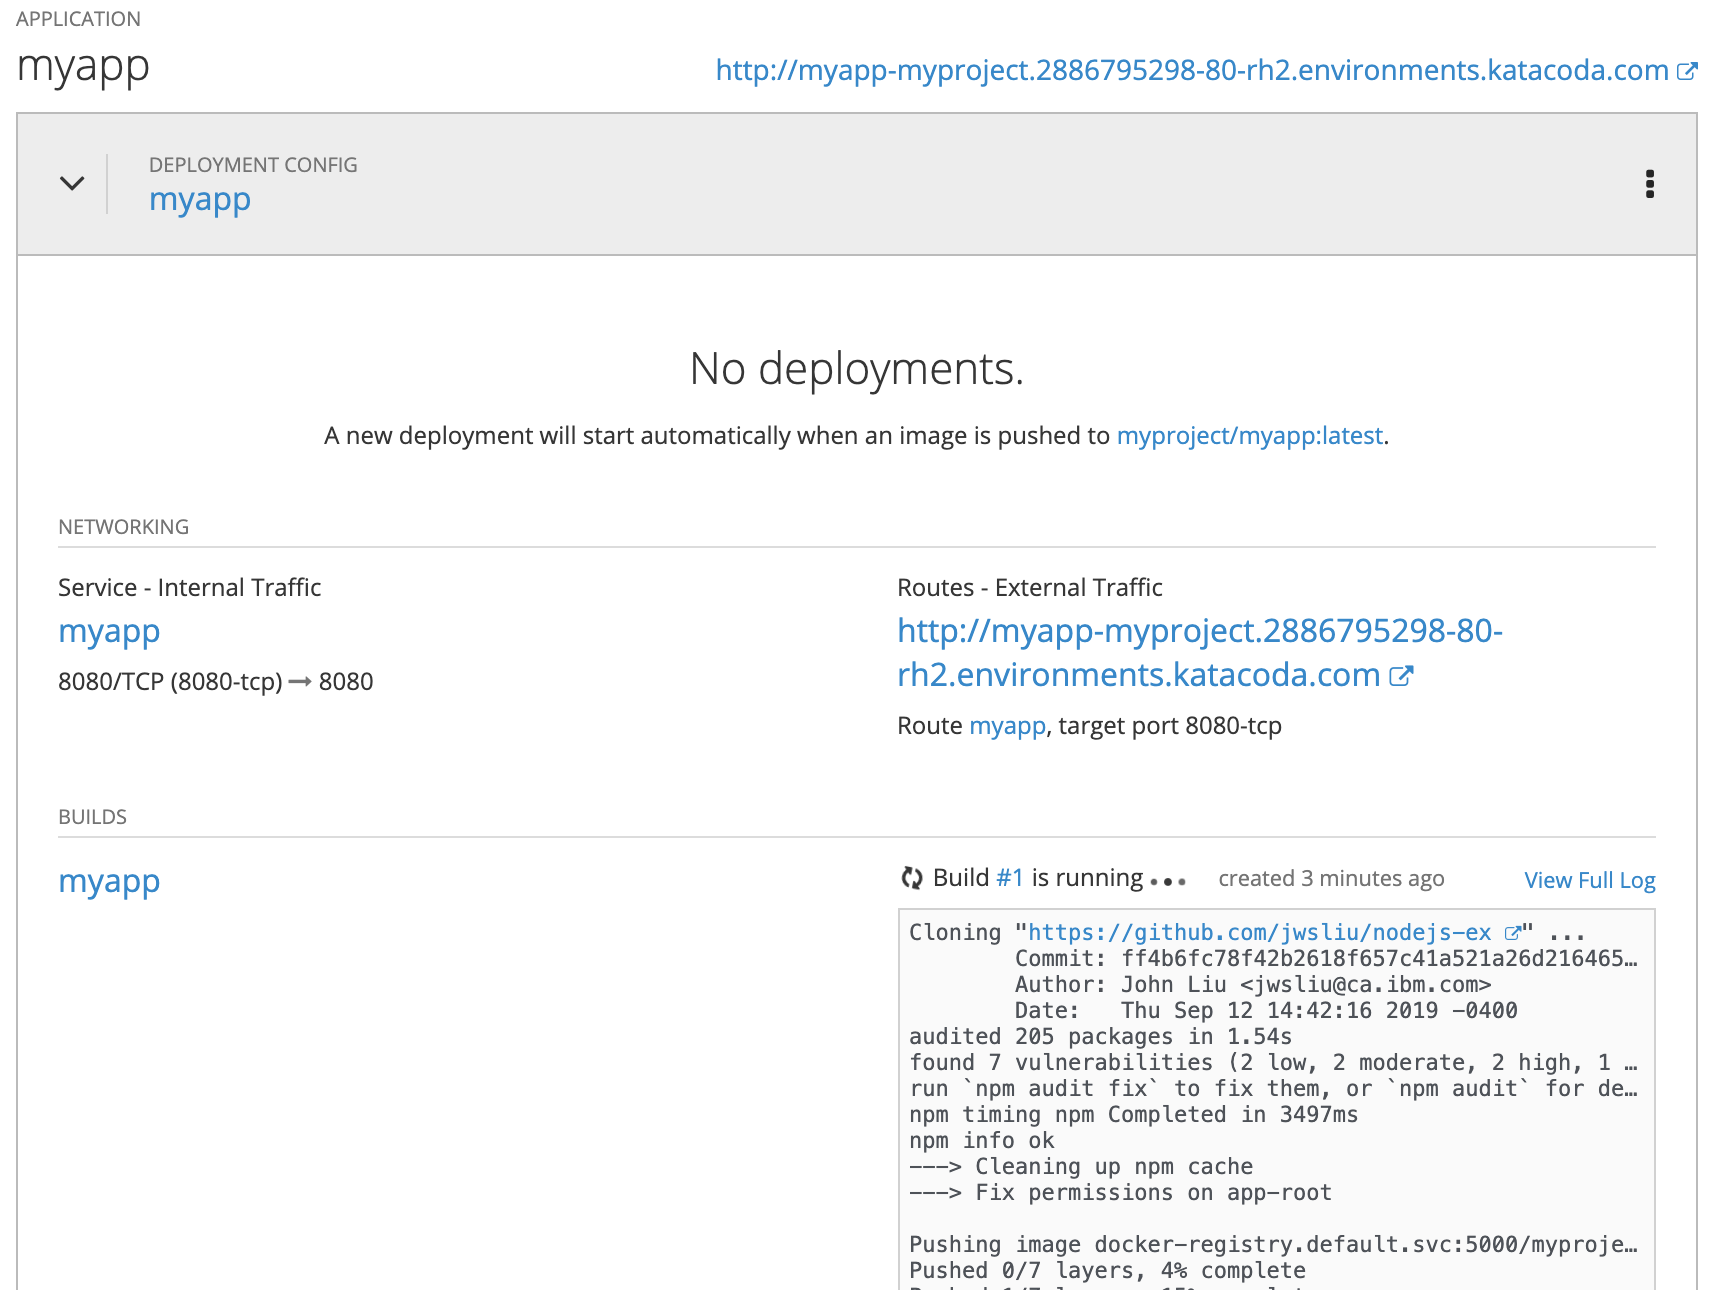 APPLICATION
myapp
http://myapp-myproject.2886795298-80-rh2.environments.katacoda.com
DEPLOYMENT CONFIG
myapp
No deployments.
A new deployment will start automatically when an image is pushed to myproject/myapp:latest.
NETWORKING
Service - Internal Traffic
myapp
8080/TCP (8080-tcp) → 8080
Routes - External Traffic
http://myapp-myproject.2886795298-80-
rh2.environments.katacoda.com
Route myapp, target port 8080-tcp
BUILDS
myapp
Build #1 is running ... created 3 minutes ago View Full Log
Cloning "https://github.com/jwsliu/nodejs-ex" ...
Commit: ff4b6fc78f42b2618f657c41a521a26d216465…
Author: John Liu <jwsliu@ca.ibm.com>
Date: Thu Sep 12 14:42:16 2019 -0400
audited 205 packages in 1.54s
found 7 vulnerabilities (2 low, 2 moderate, 2 high, 1 …
run `npm audit fix` to fix them, or `npm audit` for de…
npm timing npm Completed in 3497ms
npm info ok
---> Cleaning up npm cache
---> Fix permissions on app-root
Pushing image docker-registry.default.svc:5000/myproje…
Pushed 0/7 layers, 4% complete